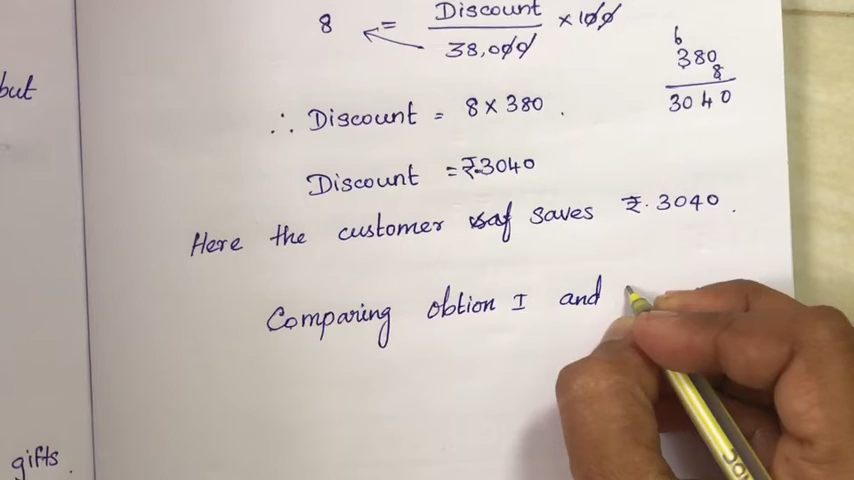 8 = Discount / 38,000 × 100
6
380
8
3040
∴ Discount = 8 × 380 .
Discount = ₹.3040
Here the customer saves ₹. 3040 .
Comparing obtion I and
but
gifts.